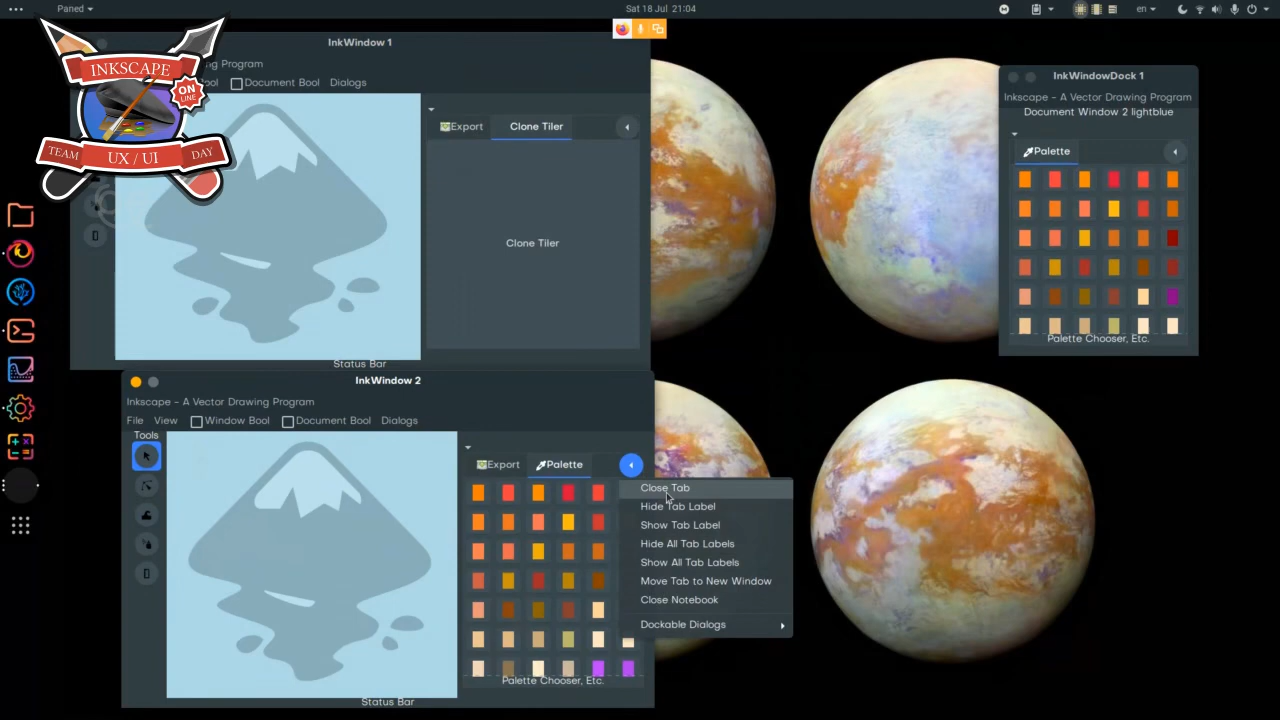 Paned
Sat 18 Jul 21:04
en
INKSCAPE
ON
LINE
TEAM
UX / UI
DAY
InkWindow 1
ng Program
Bool
Document Bool
Dialogs
Export
Clone Tiler
Clone Tiler
Status Bar
InkWindowDock 1
Inkscape - A Vector Drawing Program
Document Window 2 lightblue
Palette
Palette Chooser, Etc.
InkWindow 2
Inkscape - A Vector Drawing Program
File
View
Window Bool
Document Bool
Dialogs
Tools
Export
Palette
Close Tab
Hide Tab Label
Show Tab Label
Hide All Tab Labels
Show All Tab Labels
Move Tab to New Window
Close Notebook
Dockable Dialogs
Palette Chooser, Etc.
Status Bar